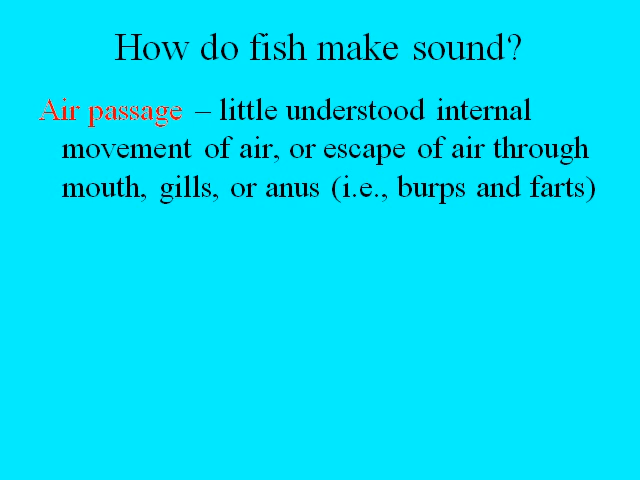 How do fish make sound?
Air passage – little understood internal
movement of air, or escape of air through
mouth, gills, or anus (i.e., burps and farts)